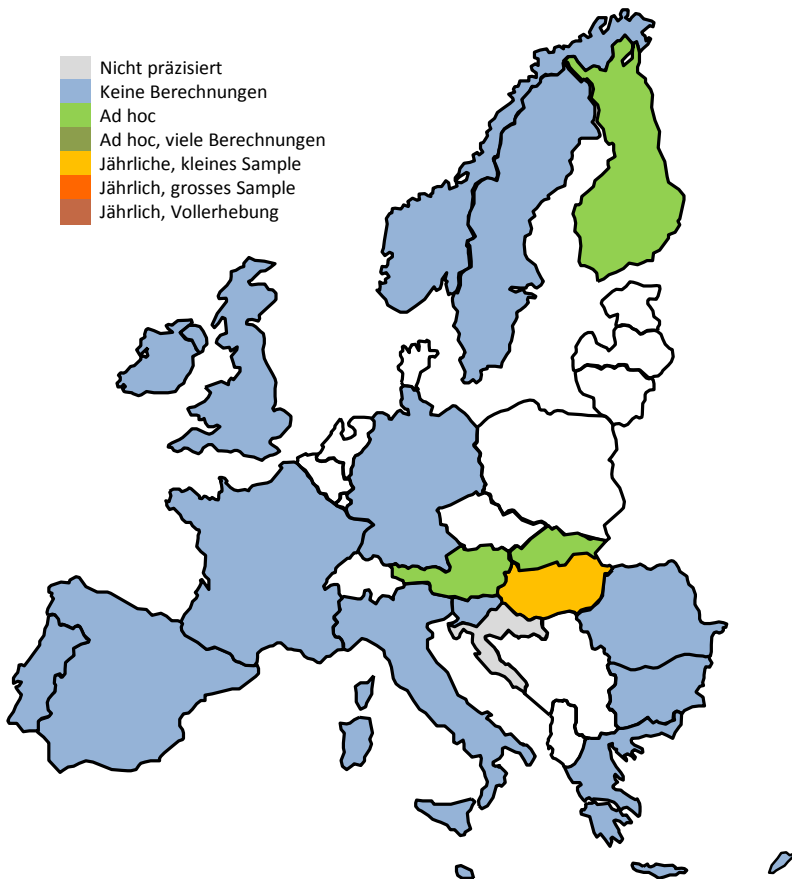 Nicht präzisiert
Keine Berechnungen
Ad hoc
Ad hoc, viele Berechnungen
Jährliche, kleines Sample
Jährlich, grosses Sample
Jährlich, Vollerhebung